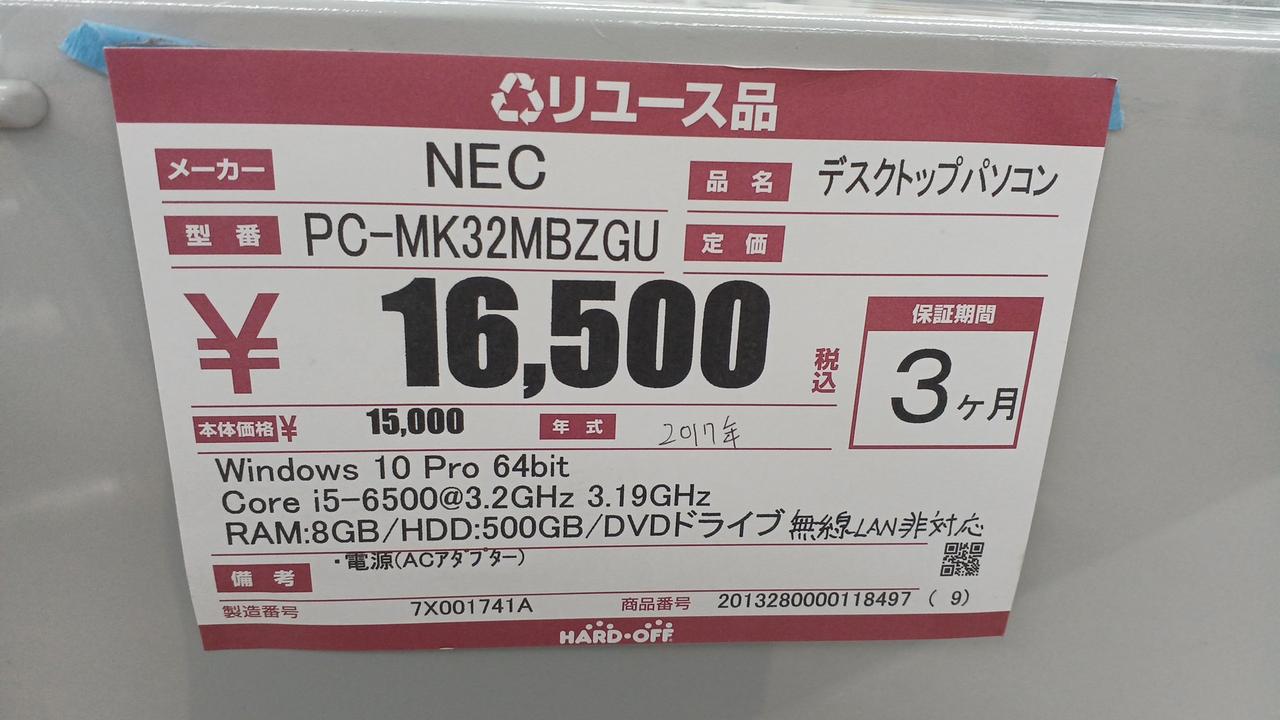 リユース品
メーカー NEC 品名 デスクトップパソコン
型番 PC-MK32MBZGU 定価
¥ 16,500 税込
保証期間
3ヶ月
本体価格¥ 15,000 年式 2017年
Windows 10 Pro 64bit
Core i5-6500@3.2GHz 3.19GHz
RAM:8GB/HDD:500GB/DVDドライブ 無線LAN非対応
備考 ・電源(ACアダプター)
製造番号 7X001741A 商品番号 2013280000118497 ( 9)
HARD・OFF